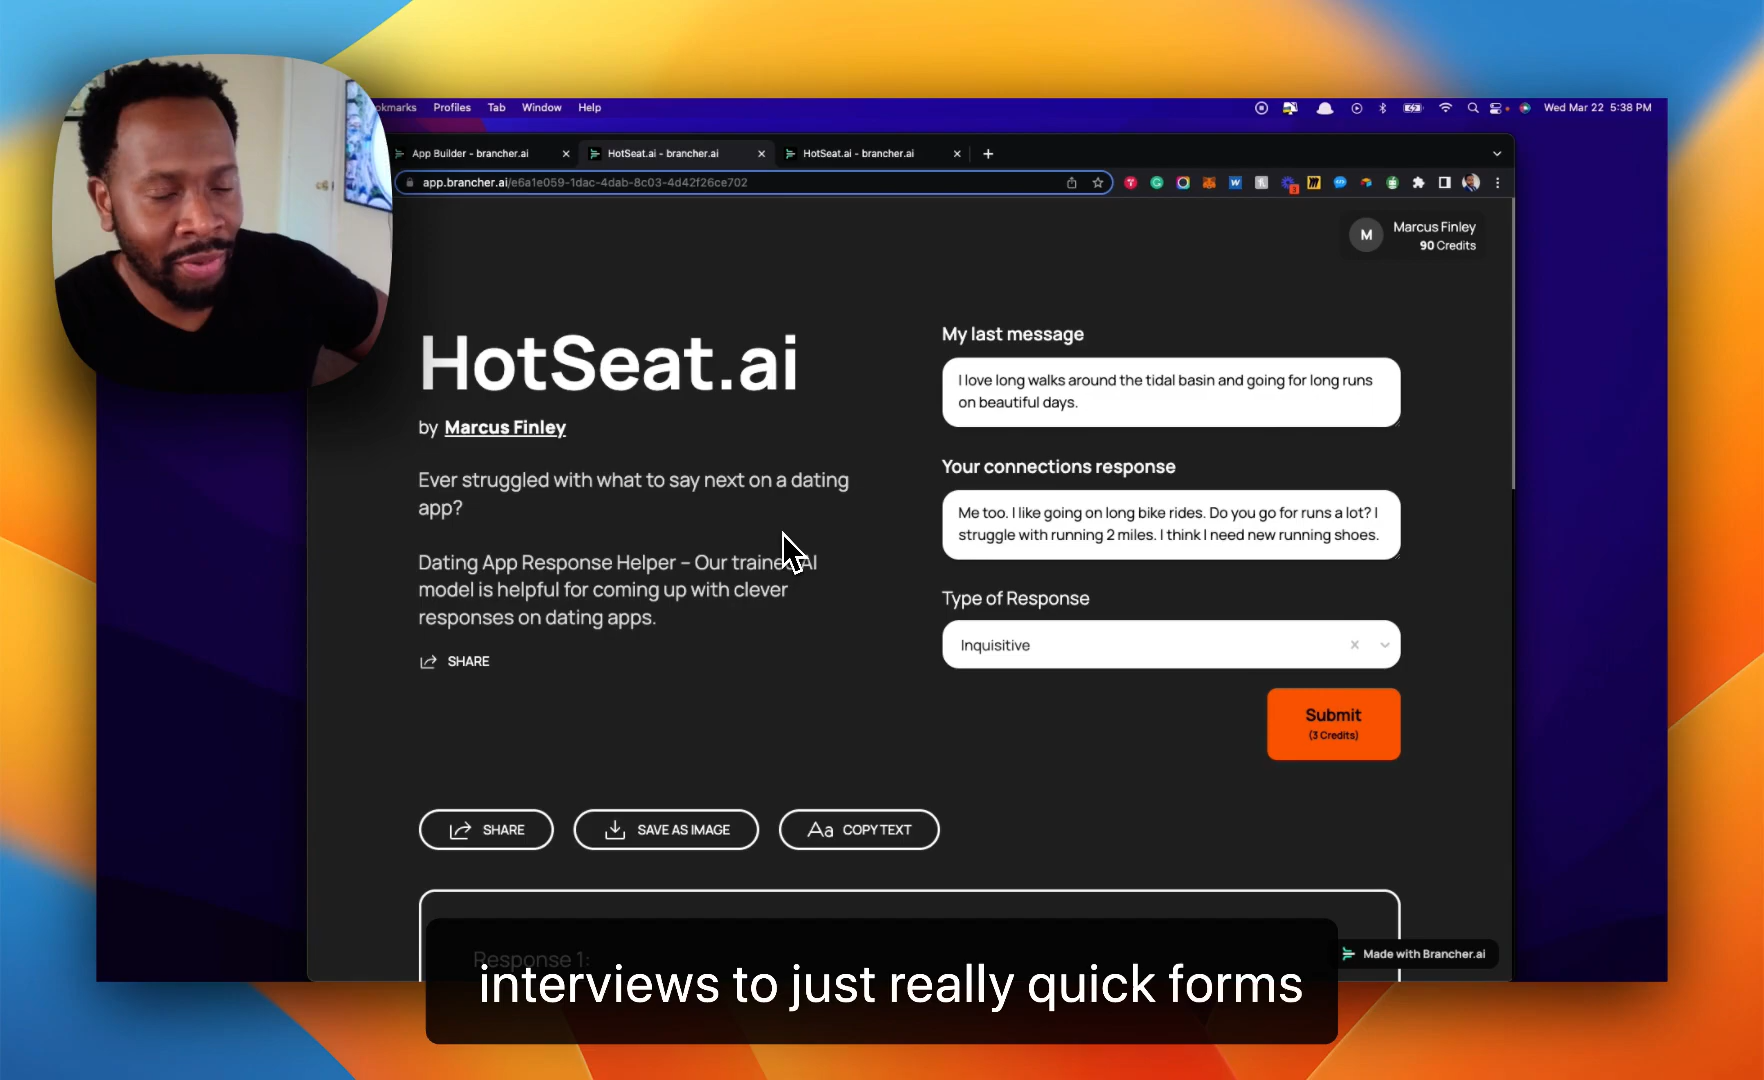 okmarks Profiles Tab Window Help Wed Mar 22 5:38 PM
App Builder - brancher.ai HotSeat.ai - brancher.ai HotSeat.ai - brancher.ai
app.brancher.ai/e6a1e059-1dac-4dab-8c03-4d42f26ce702
M Marcus Finley
90 Credits
HotSeat.ai
by Marcus Finley
Ever struggled with what to say next on a dating
app?
Dating App Response Helper – Our trained AI
model is helpful for coming up with clever
responses on dating apps.
SHARE
My last message
I love long walks around the tidal basin and going for long runs
on beautiful days.
Your connections response
Me too. I like going on long bike rides. Do you go for runs a lot? I
struggle with running 2 miles. I think I need new running shoes.
Type of Response
Inquisitive
Submit
(3 Credits)
SHARE SAVE AS IMAGE Aa COPY TEXT
Response 1:
Made with Brancher.ai
interviews to just really quick forms